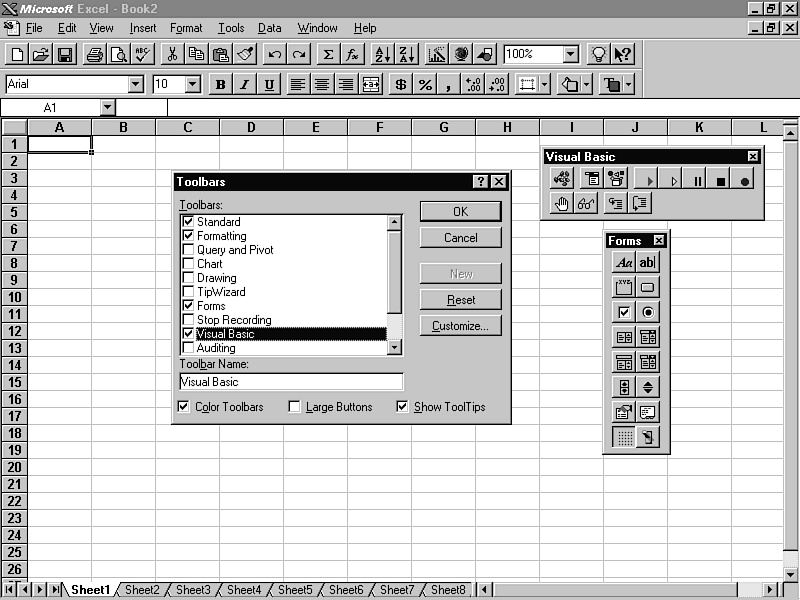 Microsoft Excel - Book2
File Edit View Insert Format Tools Data Window Help
100%
Arial 10 B I U $ % ,
A1
A B C D E F G H I J K L
1
2
3
4
5
6
7
8
9
10
11
12
13
14
15
16
17
18
19
20
21
22
23
24
25
26
Toolbars
Toolbars:
Standard
Formatting
Query and Pivot
Chart
Drawing
TipWizard
Forms
Stop Recording
Visual Basic
Auditing
Toolbar Name:
Visual Basic
Color Toolbars Large Buttons Show ToolTips
OK
Cancel
New
Reset
Customize...
Visual Basic
Forms
Aa ab|
XYZ
Sheet1 Sheet2 Sheet3 Sheet4 Sheet5 Sheet6 Sheet7 Sheet8